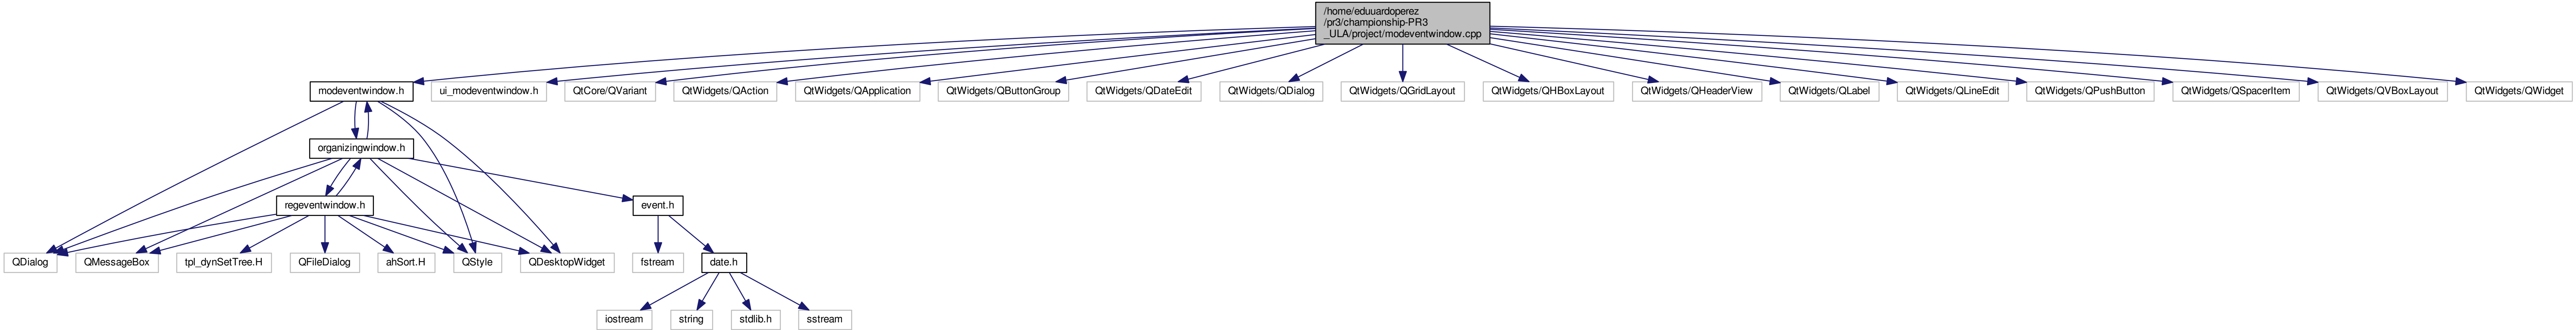 /home/eduuardoperez
/pr3/championship-PR3
_ULA/project/modeventwindow.cpp
modeventwindow.h
ui_modeventwindow.h
QtCore/QVariant
QtWidgets/QAction
QtWidgets/QApplication
QtWidgets/QButtonGroup
QtWidgets/QDateEdit
QtWidgets/QDialog
QtWidgets/QGridLayout
QtWidgets/QHBoxLayout
QtWidgets/QHeaderView
QtWidgets/QLabel
QtWidgets/QLineEdit
QtWidgets/QPushButton
QtWidgets/QSpacerItem
QtWidgets/QVBoxLayout
QtWidgets/QWidget
organizingwindow.h
regeventwindow.h
event.h
QDialog
QMessageBox
tpl_dynSetTree.H
QFileDialog
ahSort.H
QStyle
QDesktopWidget
fstream
date.h
iostream
string
stdlib.h
sstream